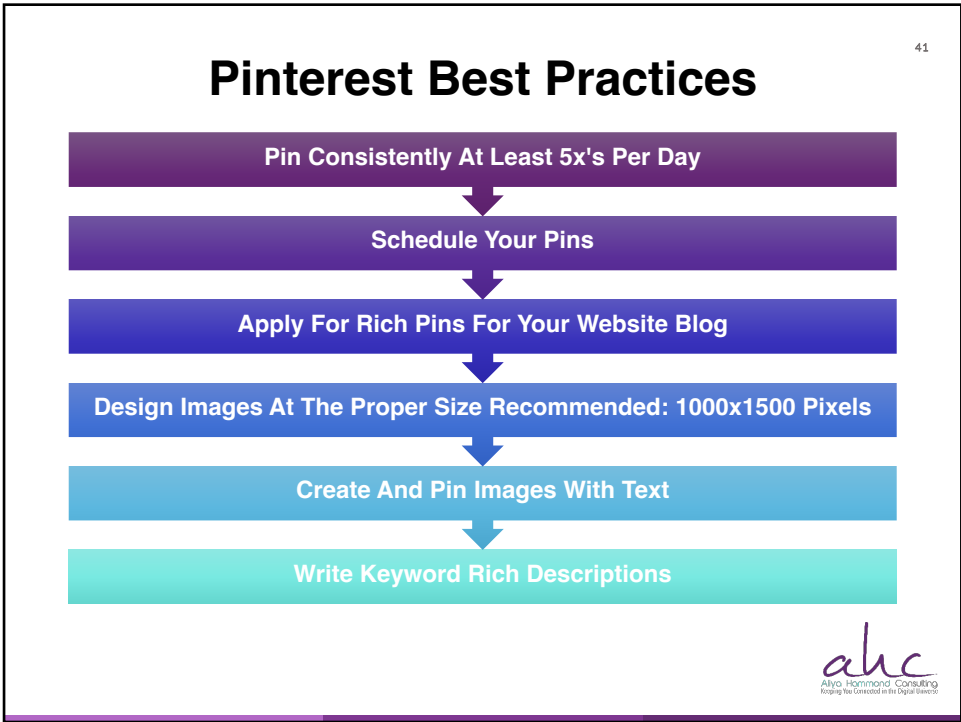 41
Pinterest Best Practices
Pin Consistently At Least 5x's Per Day
Schedule Your Pins
Apply For Rich Pins For Your Website Blog
Design Images At The Proper Size Recommended: 1000x1500 Pixels
Create And Pin Images With Text
Write Keyword Rich Descriptions
ahc
Aliya Hammond Consulting
Keeping You Connected in the Digital Universe